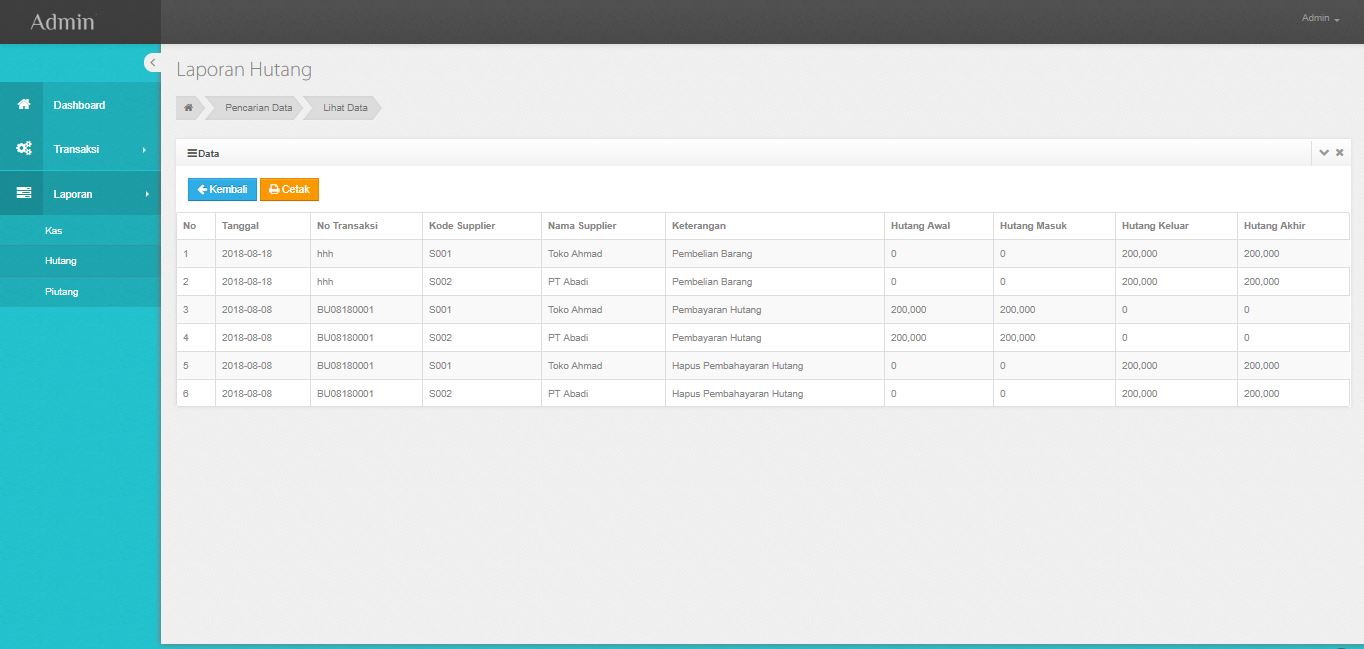 Admin
Admin
Laporan Hutang
Pencarian Data Lihat Data
Dashboard
Transaksi
Laporan
Kas
Hutang
Piutang
Data
Kembali Cetak
No Tanggal No Transaksi Kode Supplier Nama Supplier Keterangan Hutang Awal Hutang Masuk Hutang Keluar Hutang Akhir
1 2018-08-18 hhh S001 Toko Ahmad Pembelian Barang 0 0 200,000 200,000
2 2018-08-18 hhh S002 PT Abadi Pembelian Barang 0 0 200,000 200,000
3 2018-08-08 BU08180001 S001 Toko Ahmad Pembayaran Hutang 200,000 200,000 0 0
4 2018-08-08 BU08180001 S002 PT Abadi Pembayaran Hutang 200,000 200,000 0 0
5 2018-08-08 BU08180001 S001 Toko Ahmad Hapus Pembahayaran Hutang 0 0 200,000 200,000
6 2018-08-08 BU08180001 S002 PT Abadi Hapus Pembahayaran Hutang 0 0 200,000 200,000